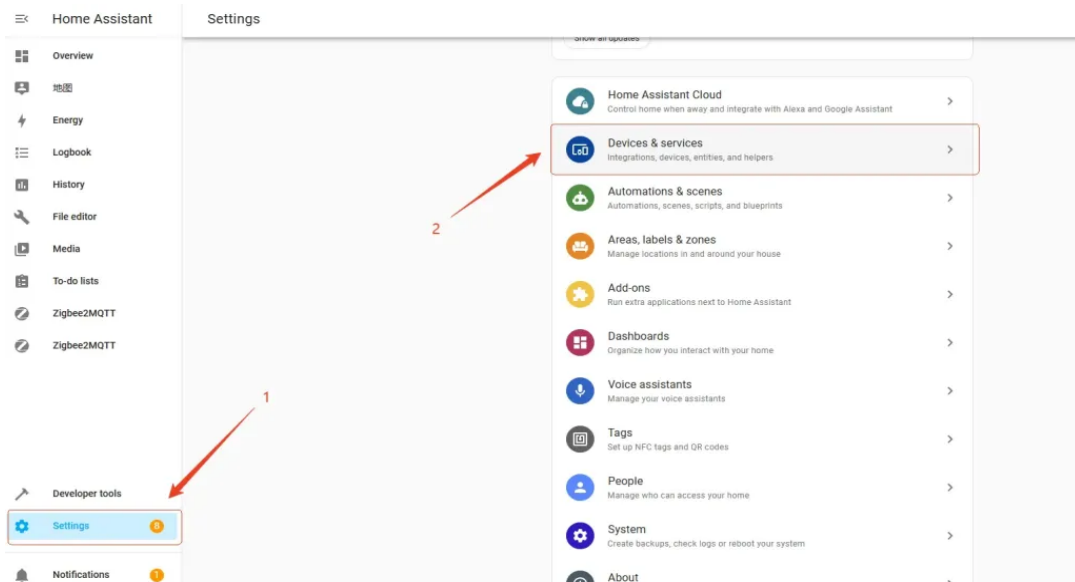 Home Assistant
Settings
Overview
地图
Energy
Logbook
History
File editor
Media
To-do lists
Zigbee2MQTT
Zigbee2MQTT
Developer tools
Settings
8
Notifications
1
Show all updates
Home Assistant Cloud
Control home when away and integrate with Alexa and Google Assistant
Devices & services
Integrations, devices, entities, and helpers
Automations & scenes
Automations, scenes, scripts, and blueprints
Areas, labels & zones
Manage locations in and around your house
Add-ons
Run extra applications next to Home Assistant
Dashboards
Organize how you interact with your home
Voice assistants
Manage your voice assistants
Tags
Set up NFC tags and QR codes
People
Manage who can access your home
System
Create backups, check logs or reboot your system
About
1
2